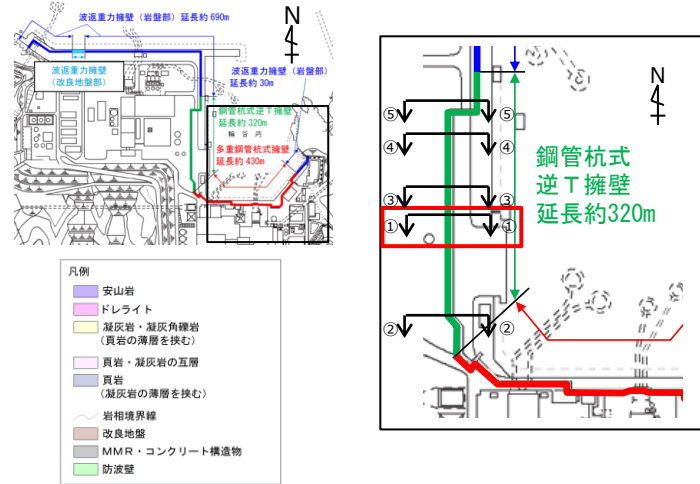 波返重力擁壁（岩盤部）延長約690m
N
波返重力擁壁
（改良地盤部）
波返重力擁壁（岩盤部）
延長約30m
鋼管杭式逆Ｔ擁壁
延長約320m
輪谷湾
多重鋼管杭式擁壁
延長約430m
凡例
安山岩
ドレライト
凝灰岩・凝灰角礫岩
（頁岩の薄層を挟む）
頁岩・凝灰岩の互層
頁岩
（凝灰岩の薄層を挟む）
岩相境界線
改良地盤
ＭＭＲ・コンクリート構造物
防波壁
N
⑤ ⑤
④ ④
鋼管杭式
逆Ｔ擁壁
延長約320m
③ ③
① ①
② ②